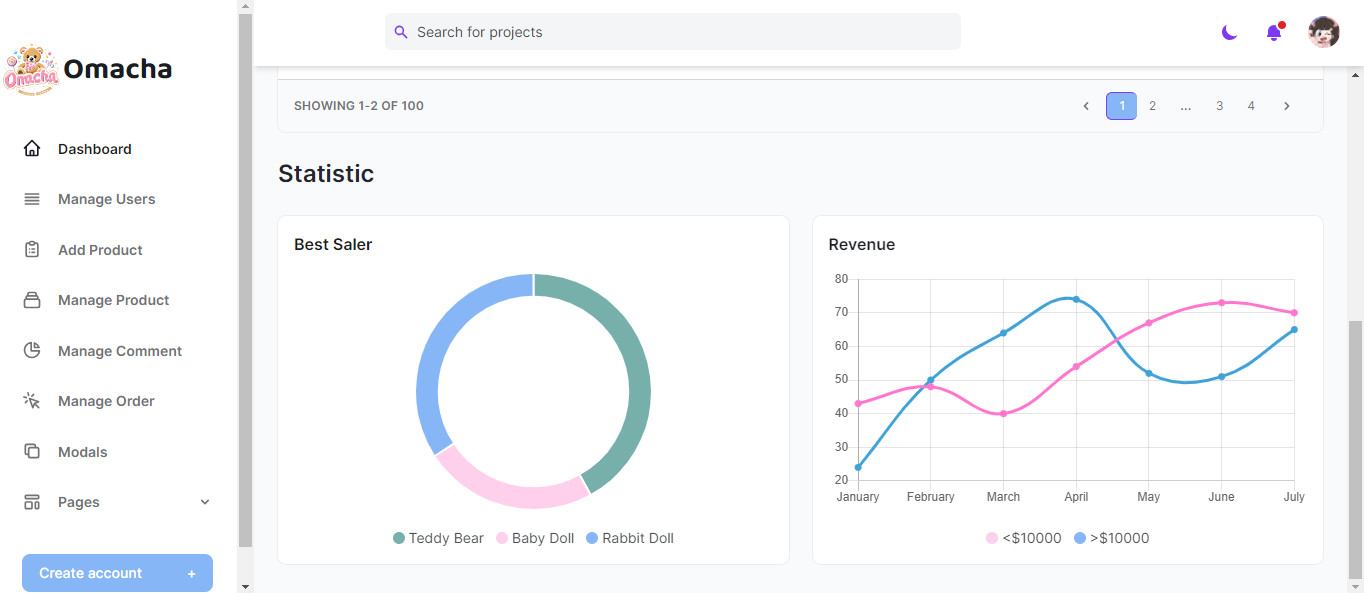 Omacha
Omacha
Dashboard
Manage Users
Add Product
Manage Product
Manage Comment
Manage Order
Modals
Pages
Create account +
Search for projects
SHOWING 1-2 OF 100
1 2 ... 3 4
Statistic
Best Saler
Teddy Bear Baby Doll Rabbit Doll
Revenue
80
70
60
50
40
30
20
January February March April May June July
<$10000 >$10000